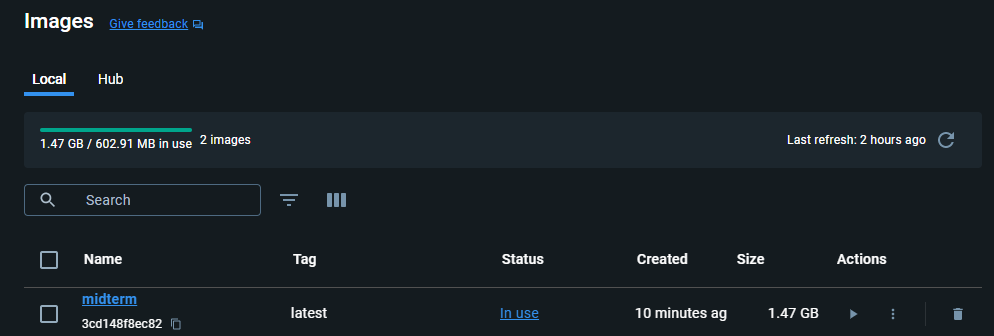 Images Give feedback
Local Hub
1.47 GB / 602.91 MB in use 2 images Last refresh: 2 hours ago
Search
Name Tag Status Created Size Actions
midterm
latest In use 10 minutes ag 1.47 GB
3cd148f8ec82